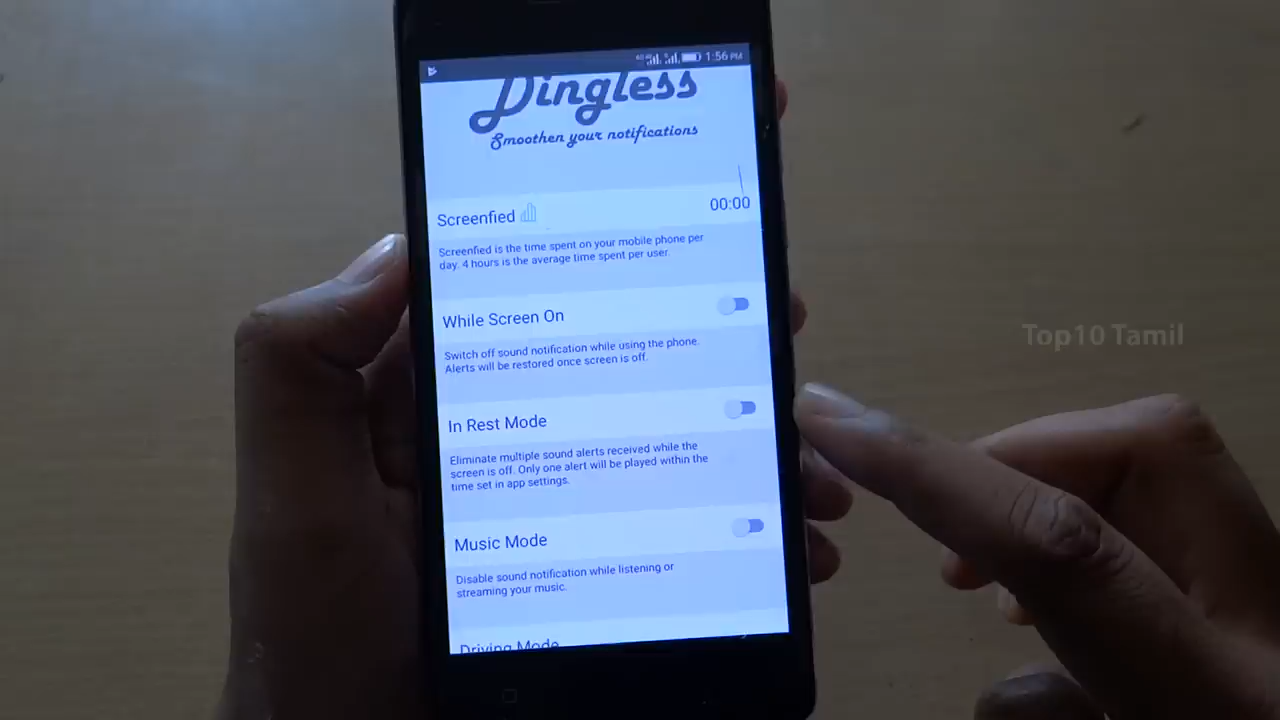 1:56 PM
Dingless
Smoothen your notifications
Screenfied
00:00
Screenfied is the time spent on your mobile phone per
day. 4 hours is the average time spent per user.
While Screen On
Switch off sound notification while using the phone.
Alerts will be restored once screen is off.
In Rest Mode
Eliminate multiple sound alerts received while the
screen is off. Only one alert will be played within the
time set in app settings.
Music Mode
Disable sound notification while listening or
streaming your music.
Driving Mode
Top10 Tamil